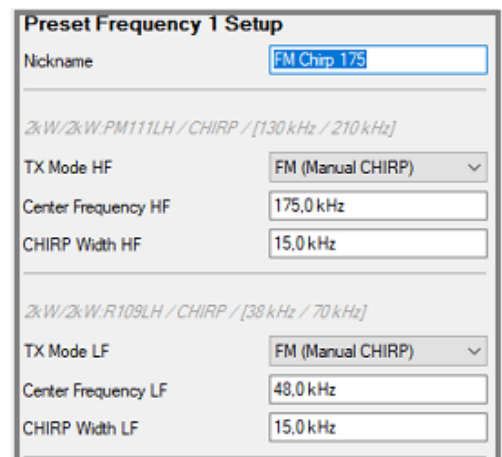 Preset Frequency 1 Setup
Nickname FM Chirp 175
2kW/2kW:PM111LH / CHIRP / [130 kHz / 210 kHz]
TX Mode HF FM (Manual CHIRP)
Center Frequency HF 175,0 kHz
CHIRP Width HF 15,0 kHz
2kW/2kW:R109LH / CHIRP / [38 kHz / 70 kHz]
TX Mode LF FM (Manual CHIRP)
Center Frequency LF 48,0 kHz
CHIRP Width LF 15,0 kHz